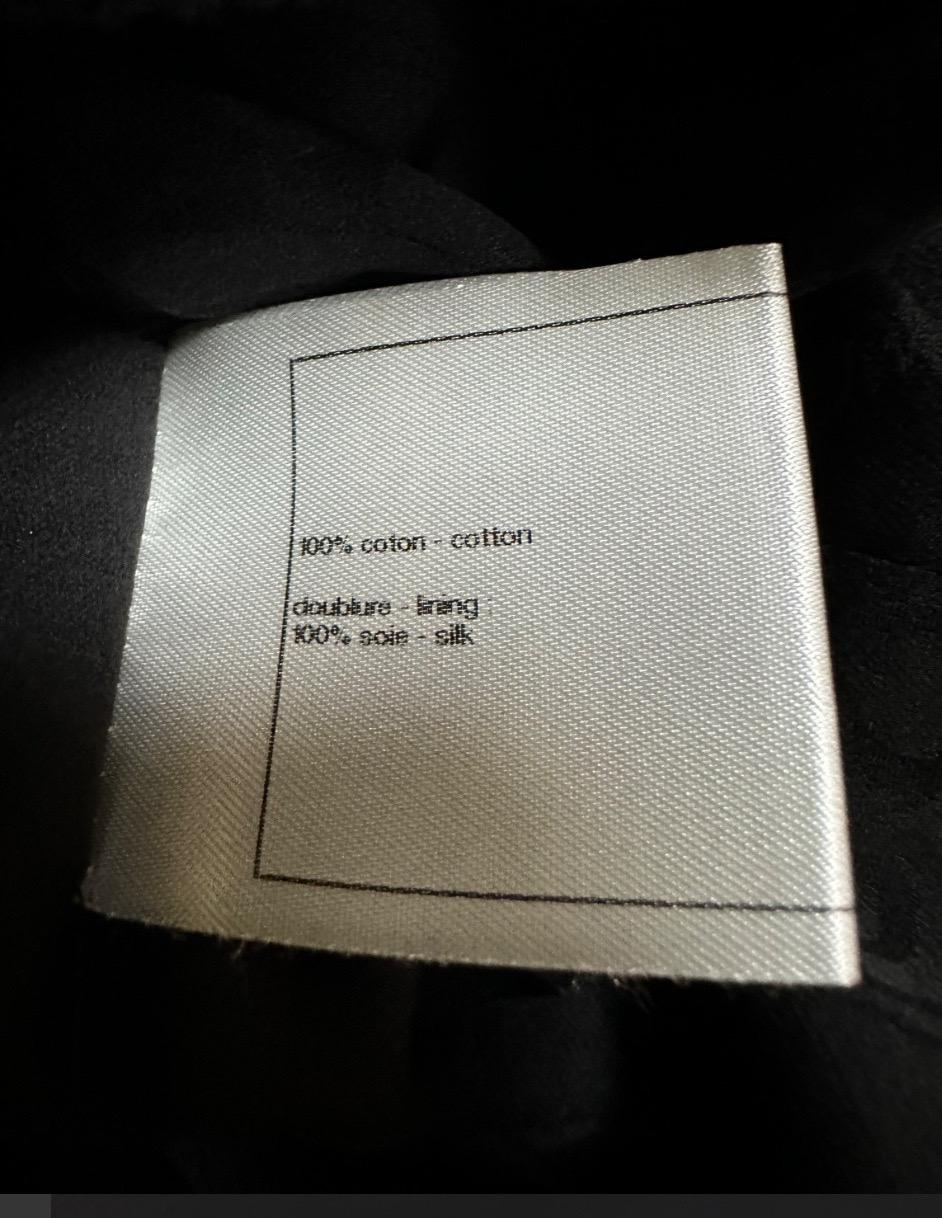 100% coton - cotton
doublure - lining :
100% soie - silk